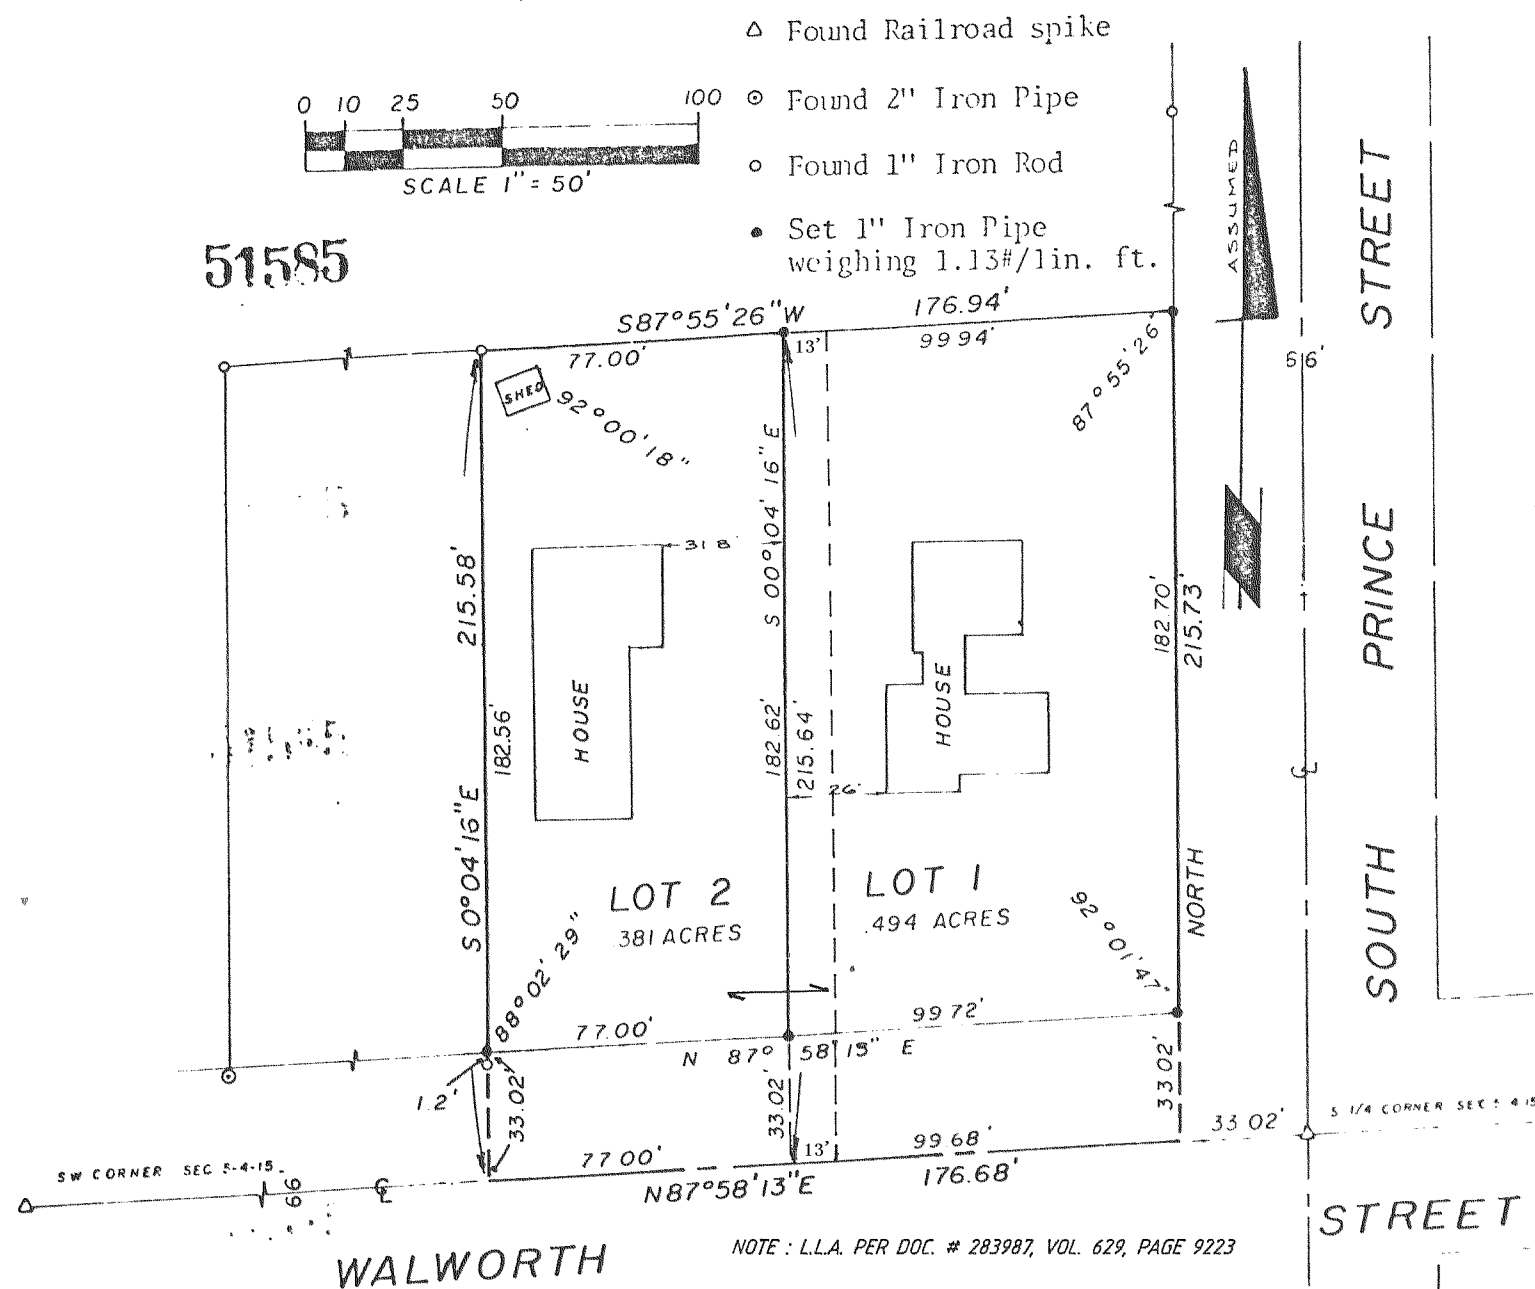 Found Railroad spike
Found 2" Iron Pipe
Found 1" Iron Rod
Set 1" Iron Pipe
weighing 1.13#/lin. ft.
0 10 25 50 100
SCALE 1" = 50'
51585
ASSUMED
STREET
PRINCE
SOUTH
S87°55'26"W
176.94'
77.00'
13'
99 94'
87°55'26"
516'
SHED
92°00'18"
S 00°04'16" E
215.58'
31 8
182.70'
215.73'
HOUSE
HOUSE
182.56'
182.62'
215.64'
26'
S 0°04'16" E
LOT 2
.381 ACRES
LOT 1
.494 ACRES
NORTH
88°02'29"
92°01'47"
77.00'
99 72'
N 87° 58' 13" E
1.2'
33.02'
33.02'
33 02'
33 02'
S 1/4 CORNER SEC 5 4-15
SW CORNER SEC 5-4-15
66
77 00'
13'
99 68'
N87°58'13"E
176.68'
WALWORTH
STREET
NOTE : L.L.A. PER DOC. # 283987, VOL. 629, PAGE 9223